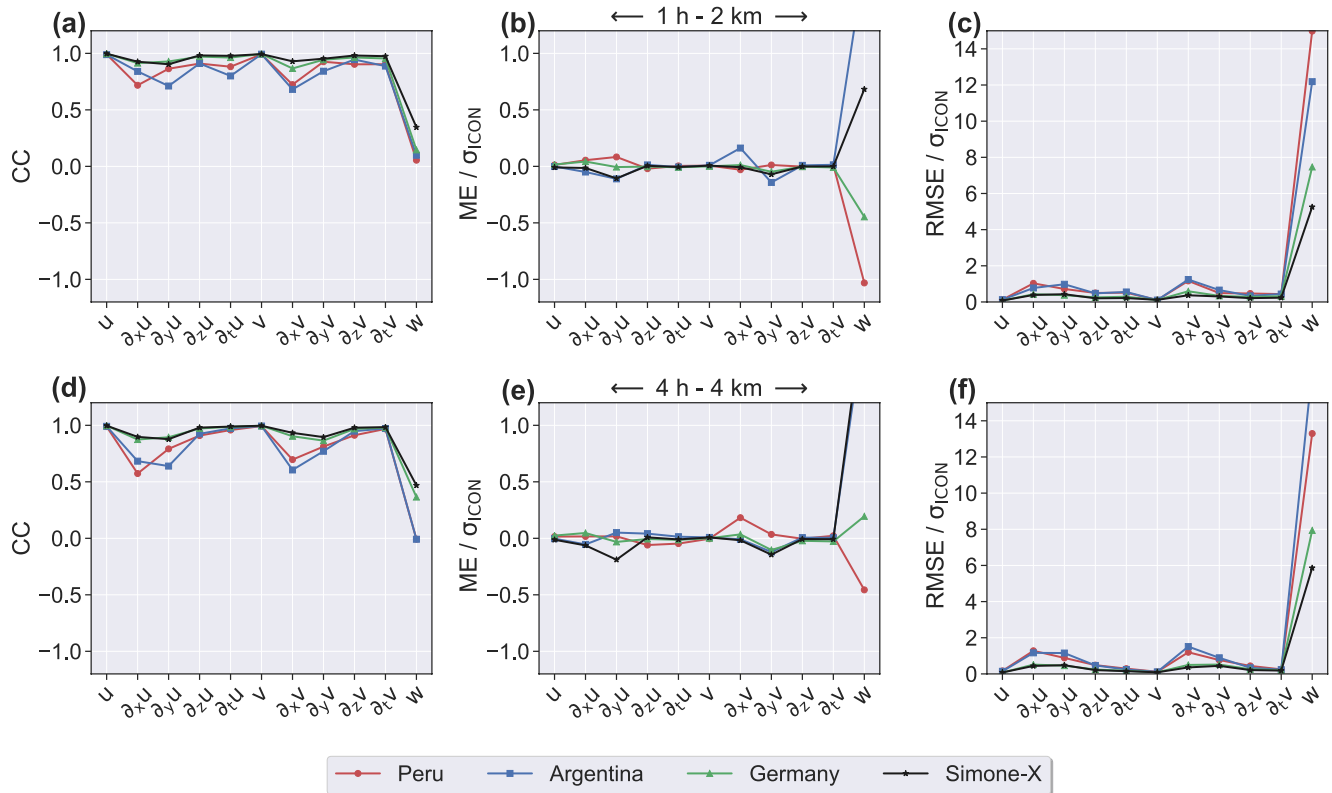 (a)
(b)
← 1 h - 2 km →
(c)
CC
1.0
0.5
0.0
−0.5
−1.0
u ∂xu ∂yu ∂zu ∂tu v ∂xv ∂yv ∂zv ∂tv w
ME / σICON
1.0
0.5
0.0
−0.5
−1.0
u ∂xu ∂yu ∂zu ∂tu v ∂xv ∂yv ∂zv ∂tv w
RMSE / σICON
14
12
10
8
6
4
2
0
u ∂xu ∂yu ∂zu ∂tu v ∂xv ∂yv ∂zv ∂tv w
(d)
(e)
← 4 h - 4 km →
(f)
CC
1.0
0.5
0.0
−0.5
−1.0
u ∂xu ∂yu ∂zu ∂tu v ∂xv ∂yv ∂zv ∂tv w
ME / σICON
1.0
0.5
0.0
−0.5
−1.0
u ∂xu ∂yu ∂zu ∂tu v ∂xv ∂yv ∂zv ∂tv w
RMSE / σICON
14
12
10
8
6
4
2
0
u ∂xu ∂yu ∂zu ∂tu v ∂xv ∂yv ∂zv ∂tv w
Peru Argentina Germany Simone-X